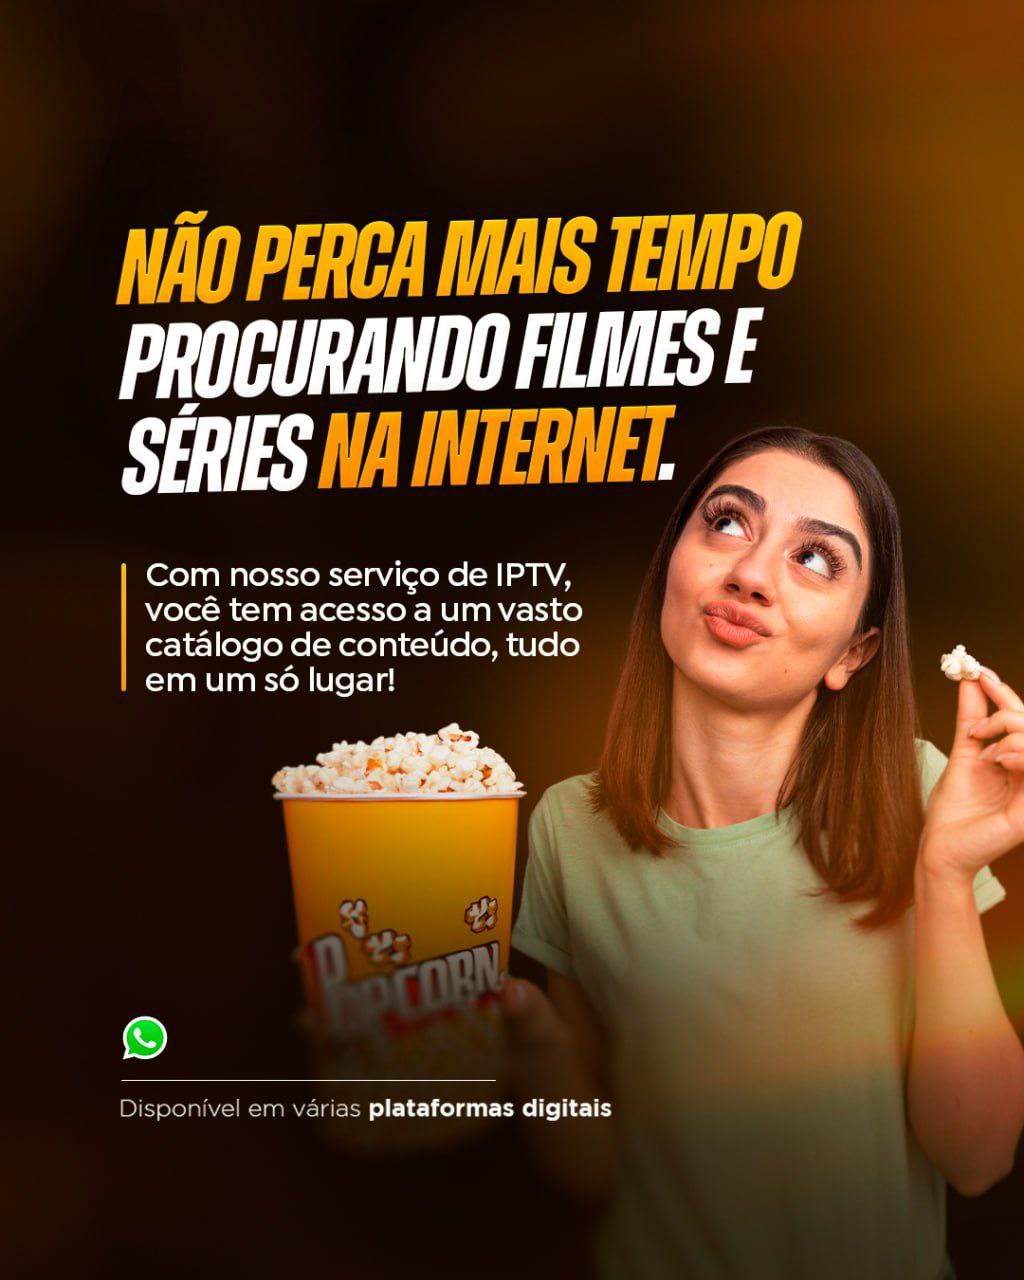 NÃO PERCA MAIS TEMPO
PROCURANDO FILMES E
SÉRIES NA INTERNET.
Com nosso serviço de IPTV,
você tem acesso a um vasto
catálogo de conteúdo, tudo
em um só lugar!
POPCORN
Disponível em várias plataformas digitais